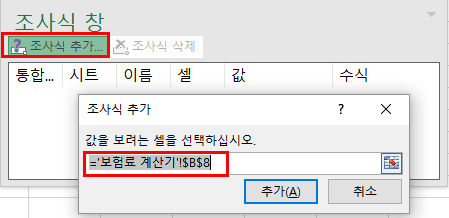 조사식 창
조사식 추가... 조사식 삭제
통합... 시트 이름 셀 값 수식
조사식 추가 ? ×
값을 보려는 셀을 선택하십시오.
='보험료 계산기'!$B$8
추가(A) 취소